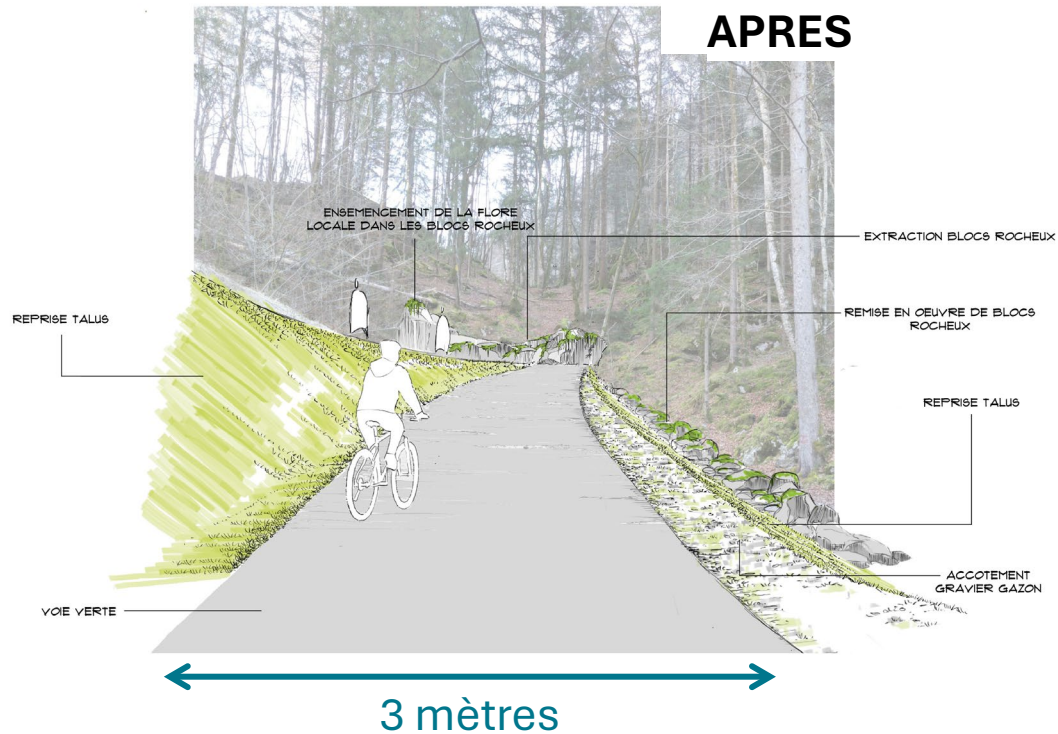 APRES
ENSEMENCEMENT DE LA FLORE
LOCALE DANS LES BLOCS ROCHEUX
EXTRACTION BLOCS ROCHEUX
REPRISE TALUS
REMISE EN OEUVRE DE BLOCS
ROCHEUX
REPRISE TALUS
ACCOTEMENT
GRAVIER GAZON
VOIE VERTE
3 mètres